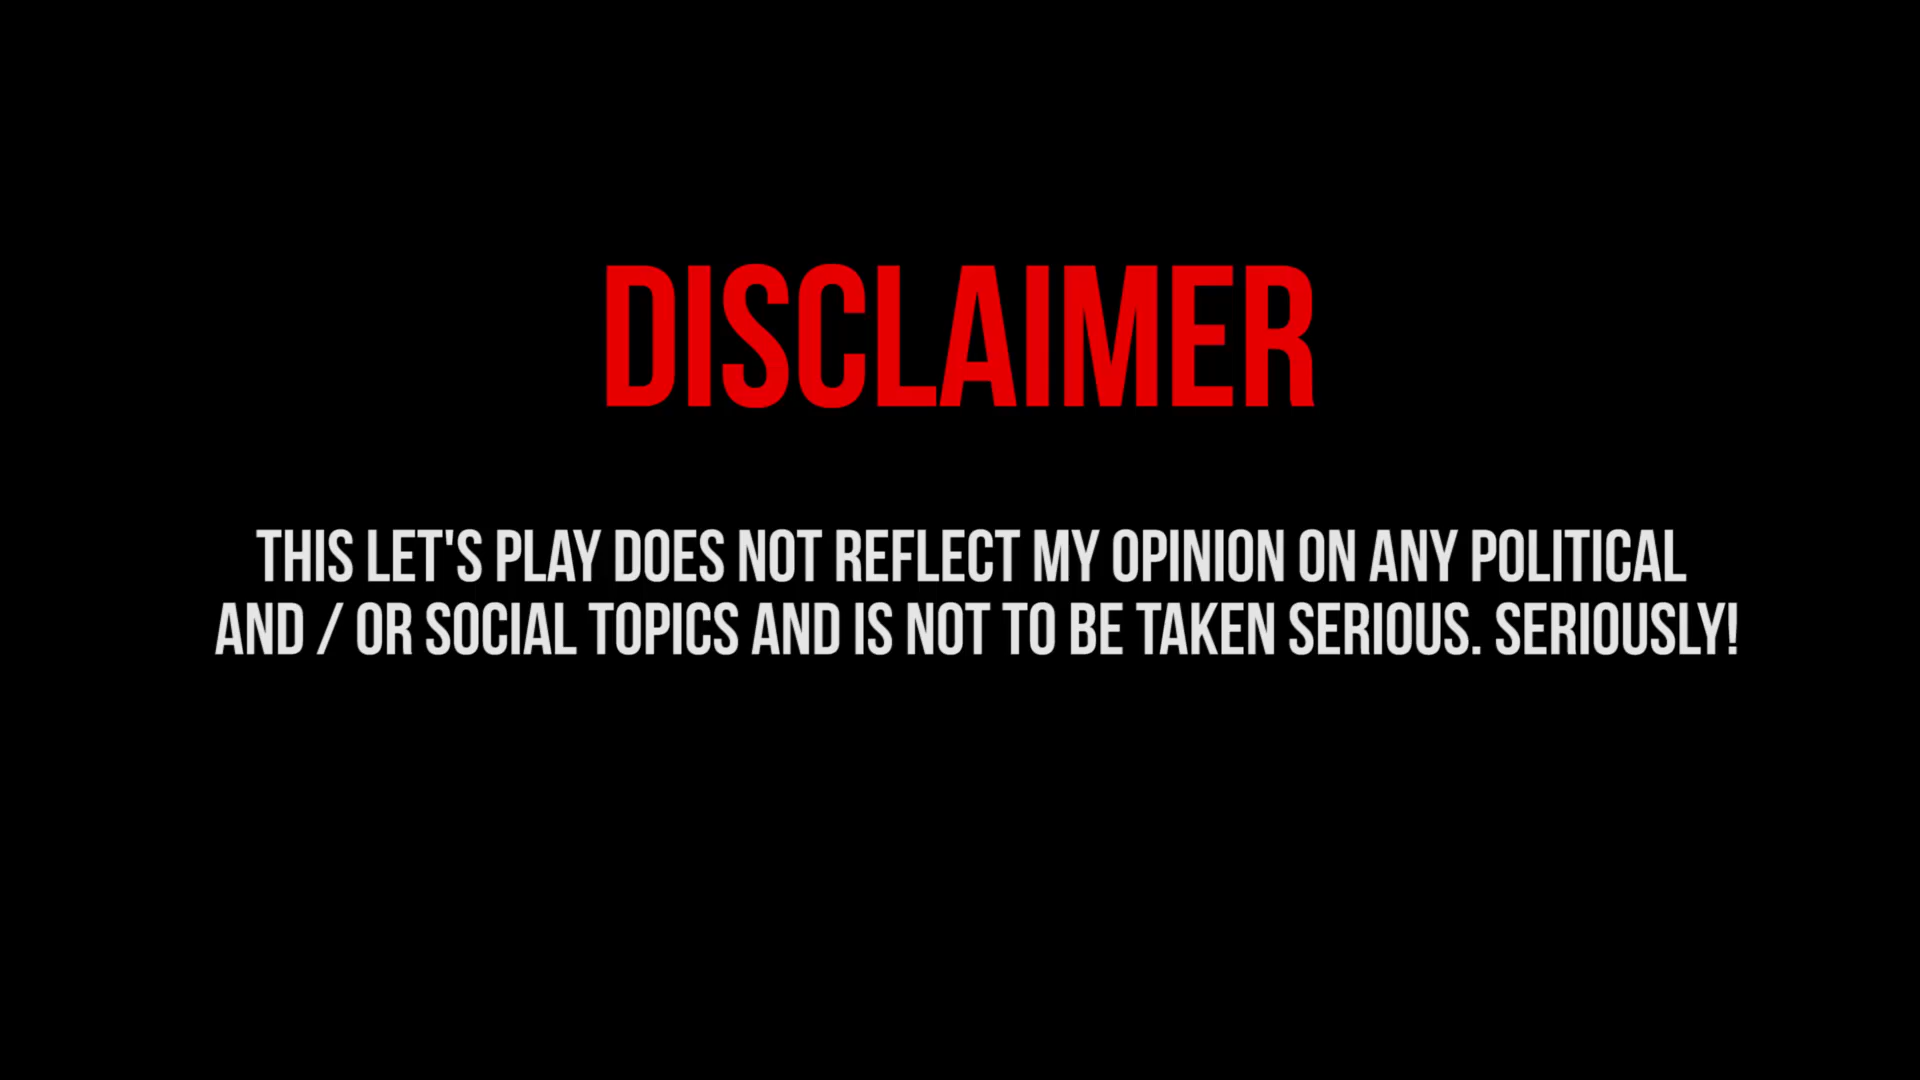 DISCLAIMER
THIS LET'S PLAY DOES NOT REFLECT MY OPINION ON ANY POLITICAL
AND / OR SOCIAL TOPICS AND IS NOT TO BE TAKEN SERIOUS. SERIOUSLY!